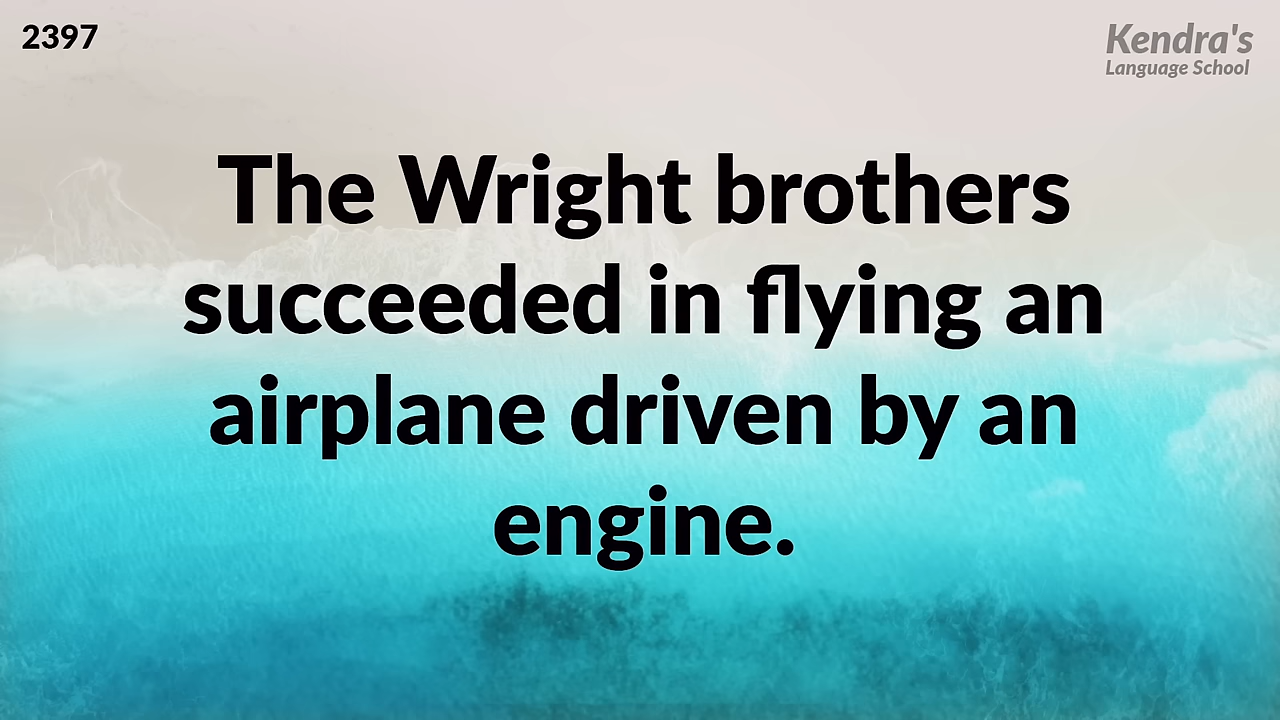 2397
Kendra's
Language School
The Wright brothers
succeeded in flying an
airplane driven by an
engine.